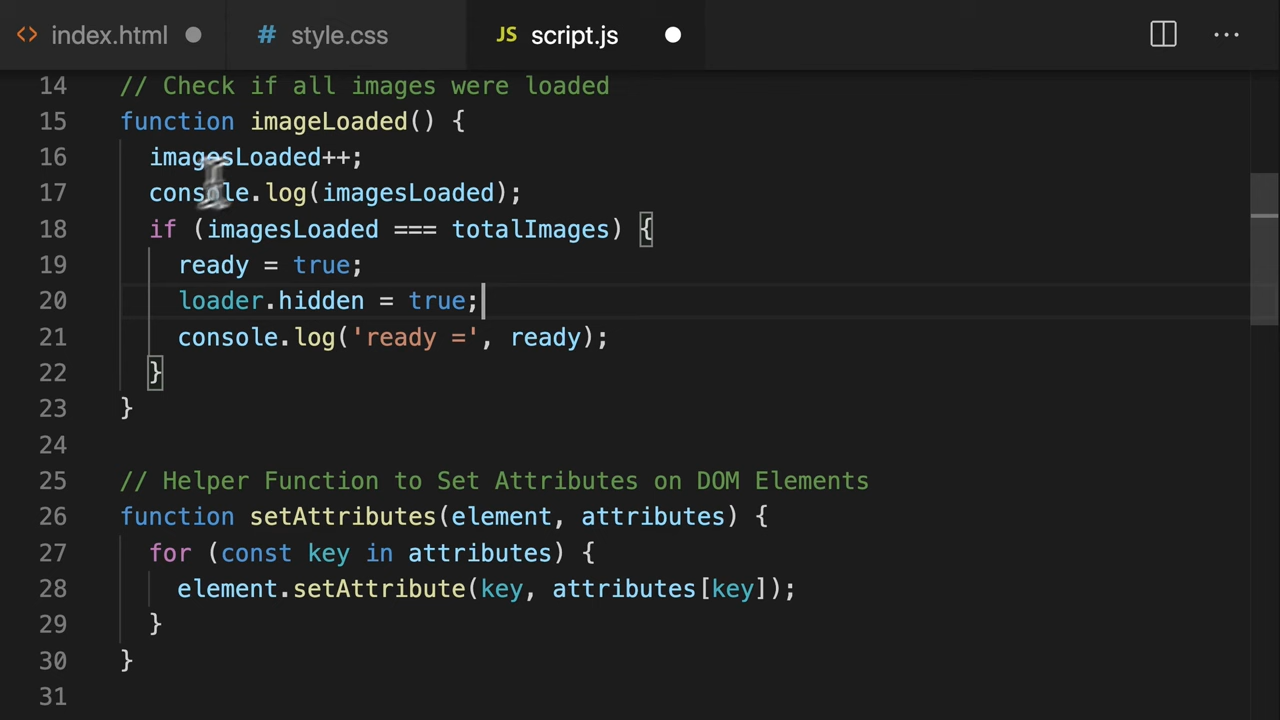 index.html
# style.css
JS script.js
14 // Check if all images were loaded
15 function imageLoaded() {
16 imagesLoaded++;
17 console.log(imagesLoaded);
18 if (imagesLoaded === totalImages) {
19 ready = true;
20 loader.hidden = true;
21 console.log('ready =', ready);
22 }
23 }
24
25 // Helper Function to Set Attributes on DOM Elements
26 function setAttributes(element, attributes) {
27 for (const key in attributes) {
28 element.setAttribute(key, attributes[key]);
29 }
30 }
31